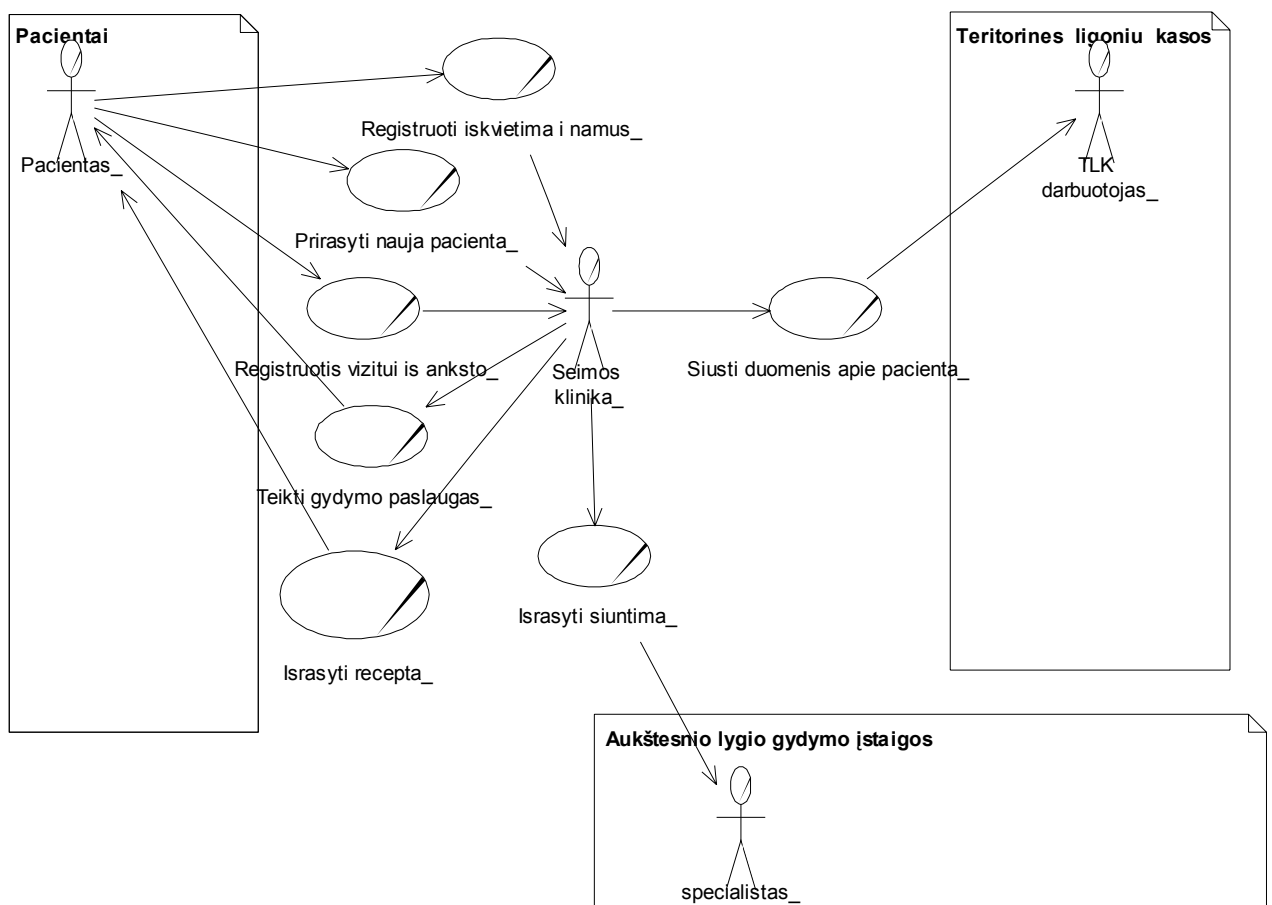 Pacientai
Teritorines ligoniu kasos
Registruoti iskvietima i namus_
Pacientas_
TLK
darbuotojas_
Prirasyti nauja pacienta_
Registruotis vizitui is anksto_
Seimos
klinika_
Siusti duomenis apie pacienta_
Teikti gydymo paslaugas_
Israsyti siuntima_
Israsyti recepta_
Aukštesnio lygio gydymo įstaigos
specialistas_